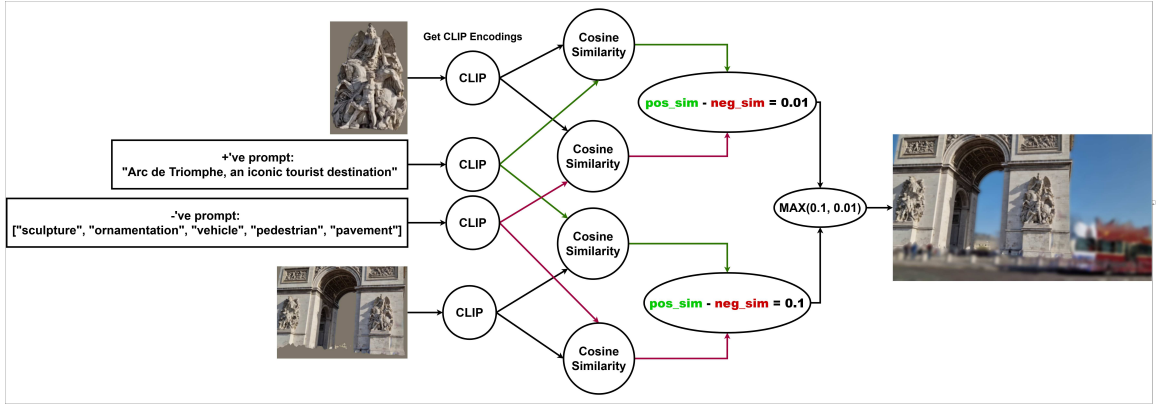 Get CLIP Encodings
CLIP
Cosine
Similarity
pos_sim - neg_sim = 0.01
+'ve prompt:
"Arc de Triomphe, an iconic tourist destination"
CLIP
Cosine
Similarity
-'ve prompt:
["sculpture", "ornamentation", "vehicle", "pedestrian", "pavement"]
CLIP
MAX(0.1, 0.01)
Cosine
Similarity
CLIP
pos_sim - neg_sim = 0.1
Cosine
Similarity